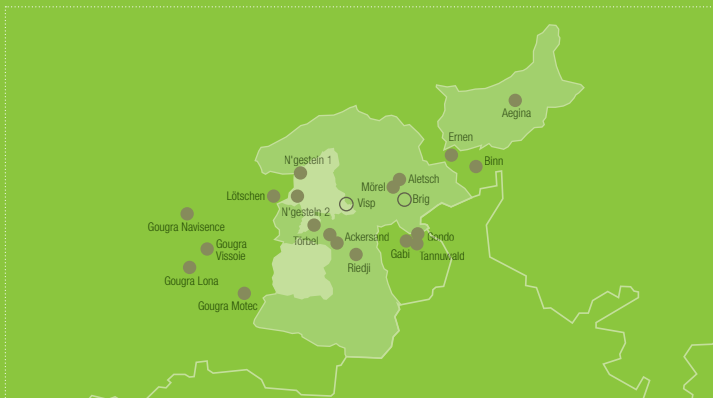 Aegina
Ernen
Binn
N'gesteln 1
Aletsch
Mörel
Lötschen
Brig
Visp
N'gesteln 2
Gougra Navisence
Törbel
Ackersand
Gondo
Gougra
Vissoie
Gabi
Tannuwald
Riedji
Gougra Lona
Gougra Motec